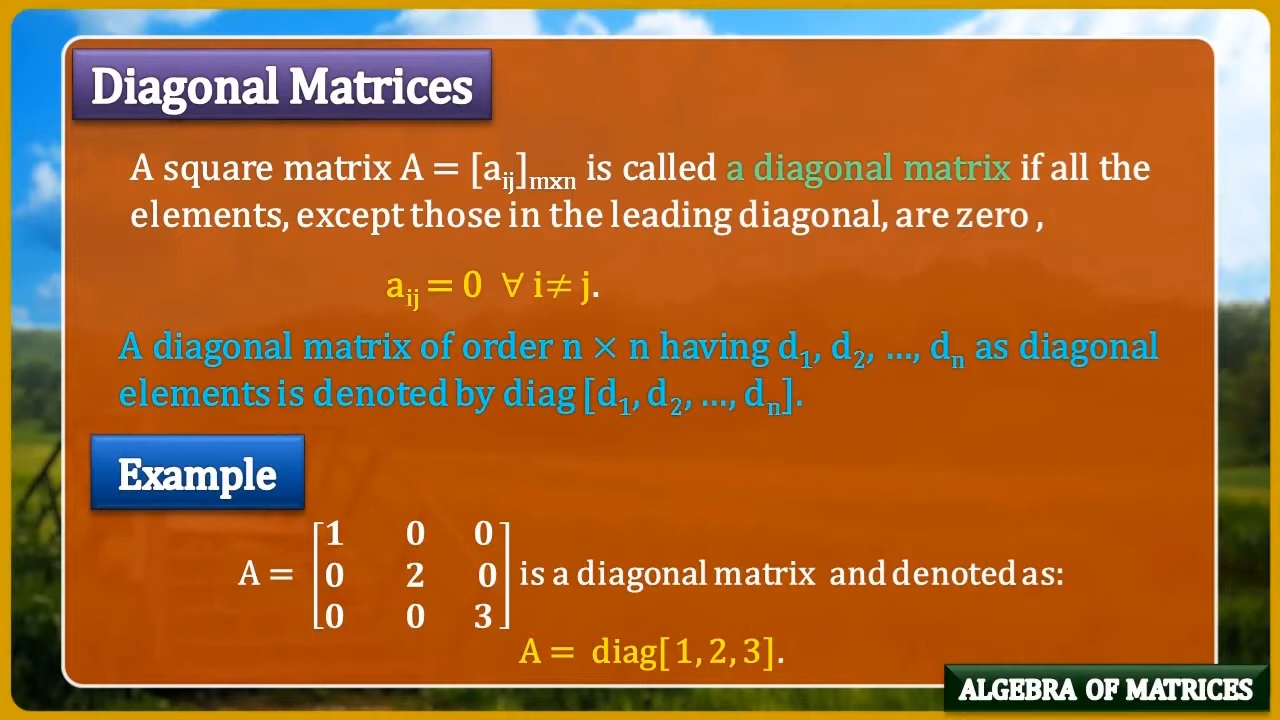 Diagonal Matrices
A square matrix A = [aᵢⱼ]ₘₓₙ is called a diagonal matrix if all the
elements, except those in the leading diagonal, are zero ,
aᵢⱼ = 0 ∀ i ≠ j.
A diagonal matrix of order n × n having d₁, d₂, ..., dₙ as diagonal
elements is denoted by diag [d₁, d₂, ..., dₙ].
Example
1 0 0
A = [0 2 0] is a diagonal matrix and denoted as:
0 0 3
A = diag[ 1, 2, 3].
ALGEBRA OF MATRICES